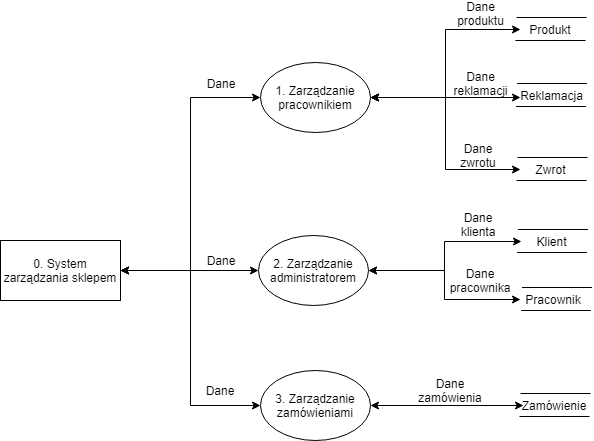 Dane
produktu
Produkt
Dane
1. Zarządzanie
pracownikiem
Dane
reklamacji
Reklamacja
Dane
zwrotu
Zwrot
0. System
zarządzania sklepem
Dane
2. Zarządzanie
administratorem
Dane
klienta
Klient
Dane
pracownika
Pracownik
Dane
3. Zarządzanie
zamówieniami
Dane
zamówienia
Zamówienie